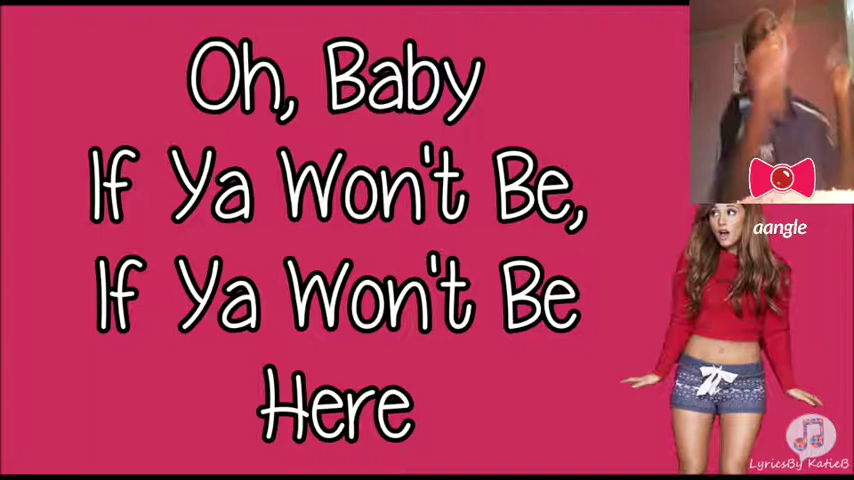 Oh, Baby
If Ya Won't Be,
If Ya Won't Be
Here
aangle
LyricsBy KatieB